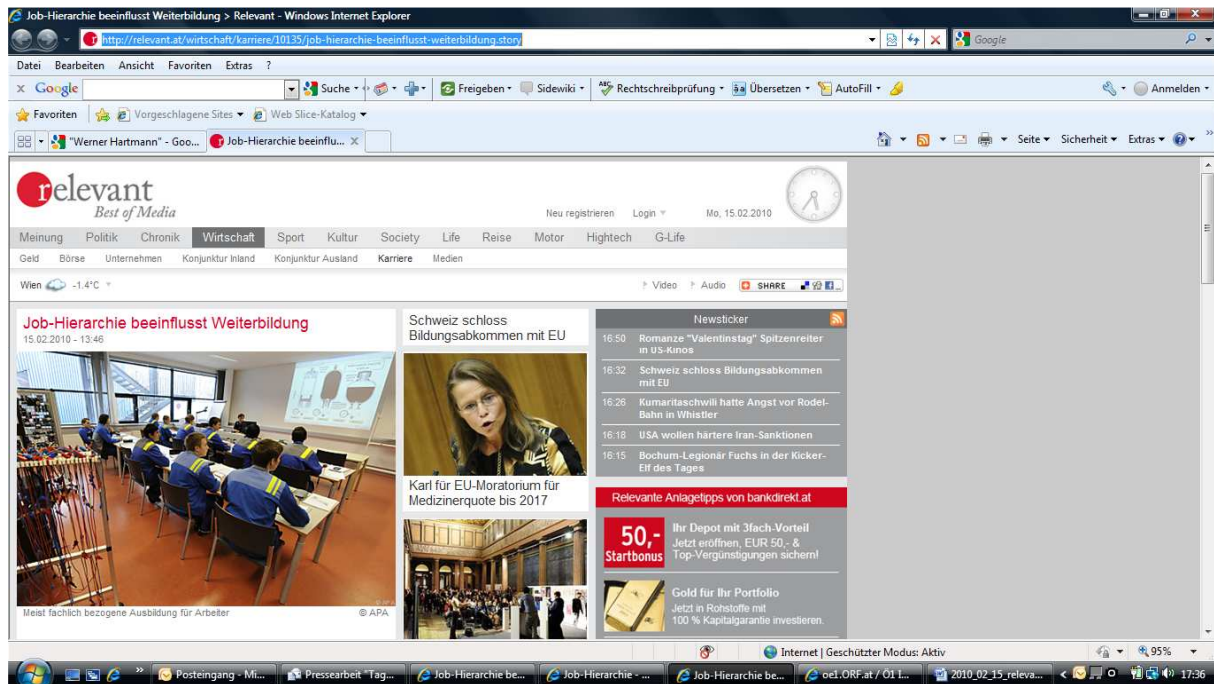 Job-Hierarchie beeinflusst Weiterbildung > Relevant - Windows Internet Explorer
http://relevant.at/wirtschaft/karriere/10135/job-hierarchie-beeinflusst-weiterbildung.story
Google
Datei Bearbeiten Ansicht Favoriten Extras ?
x Google Suche Freigeben Sidewiki Rechtschreibprüfung Übersetzen AutoFill Anmelden
Favoriten Vorgeschlagene Sites Web Slice-Katalog
"Werner Hartmann" - Goo... Job-Hierarchie beeinflu... X Seite Sicherheit Extras
relevant
Best of Media
Neu registrieren Login Mo, 15.02.2010
Meinung Politik Chronik Wirtschaft Sport Kultur Society Life Reise Motor Hightech G-Life
Geld Börse Unternehmen Konjunktur Inland Konjunktur Ausland Karriere Medien
Wien -1.4°C Video Audio SHARE
Job-Hierarchie beeinflusst Weiterbildung
15.02.2010 - 13:46
Meist fachlich bezogene Ausbildung für Arbeiter © APA
Schweiz schloss
Bildungsabkommen mit EU
Karl für EU-Moratorium für
Medizinerquote bis 2017
Newsticker
16:50 Romanze "Valentinstag" Spitzenreiter
in US-Kinos
16:32 Schweiz schloss Bildungsabkommen
mit EU
16:26 Kumaritaschwili hatte Angst vor Rodel-
Bahn in Whistler
16:18 USA wollen härtere Iran-Sanktionen
16:15 Bochum-Legionär Fuchs in der Kicker-
Elf des Tages
Relevante Anlagetipps von bankdirekt.at
50,-
Startbonus
Ihr Depot mit 3fach-Vorteil
Jetzt eröffnen, EUR 50,- &
Top-Vergünstigungen sichern!
Gold für Ihr Portfolio
Jetzt in Rohstoffe mit
100 % Kapitalgarantie investieren.
Internet | Geschützter Modus: Aktiv 95%
Posteingang - Mi... Pressearbeit "Tag... Job-Hierarchie be... Job-Hierarchie - ... Job-Hierarchie be... oe1.ORF.at / Ö1 I... 2010_02_15_releva... 17:36